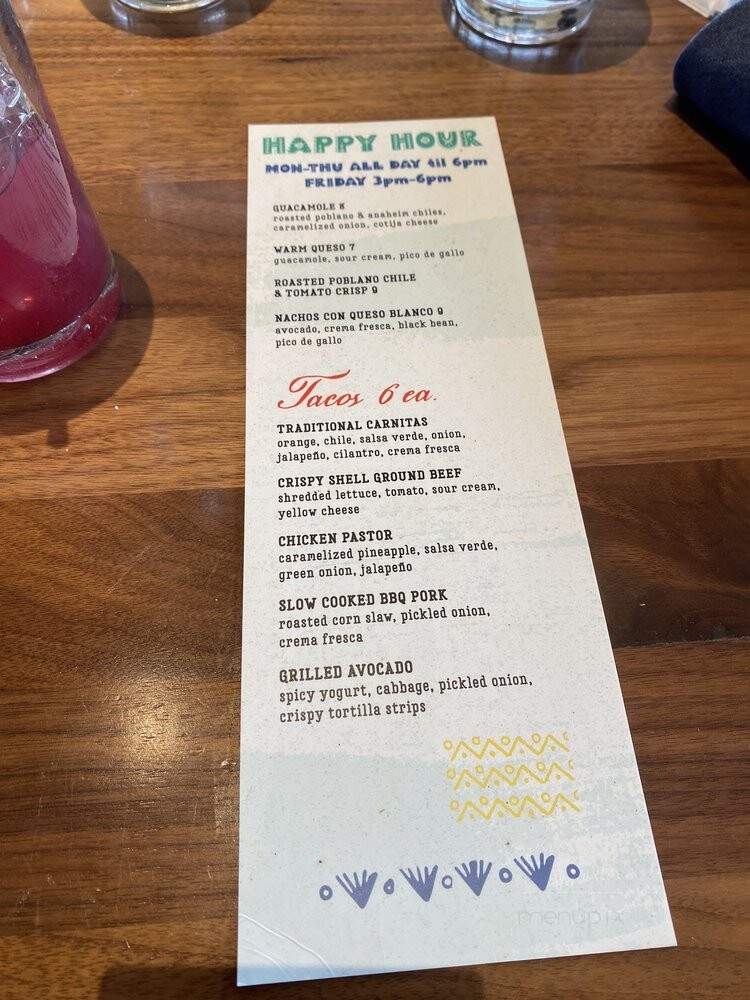 HAPPY HOUR
MON-THU ALL DAY til 6pm
FRIDAY 3pm-6pm
GUACAMOLE 8
roasted poblano & anaheim chiles,
caramelized onion, cotija cheese
WARM QUESO 7
guacamole, sour cream, pico de gallo
ROASTED POBLANO CHILE
& TOMATO CRISP 9
NACHOS CON QUESO BLANCO 9
avocado, crema fresca, black bean,
pico de gallo
Tacos 6 ea.
TRADITIONAL CARNITAS
orange, chile, salsa verde, onion,
jalapeño, cilantro, crema fresca
CRISPY SHELL GROUND BEEF
shredded lettuce, tomato, sour cream,
yellow cheese
CHICKEN PASTOR
caramelized pineapple, salsa verde,
green onion, jalapeño
SLOW COOKED BBQ PORK
roasted corn slaw, pickled onion,
crema fresca
GRILLED AVOCADO
spicy yogurt, cabbage, pickled onion,
crispy tortilla strips
menupix